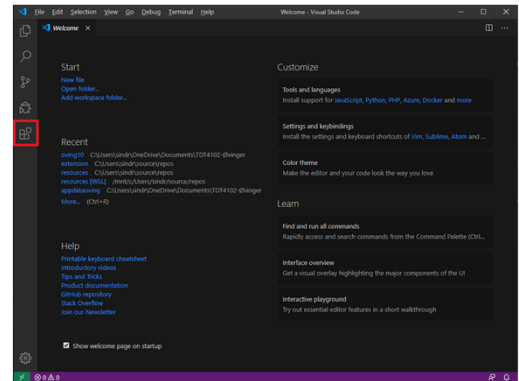 File Edit Selection View Go Debug Terminal Help
Welcome - Visual Studio Code
Welcome
Start
New file
Open folder...
Add workspace folder...
Recent
oving10 C:\Users\sindr\OneDrive\Documents\TDT4102-Øvinger
extension C:\Users\sindr\source\repos
resources C:\Users\sindr\source\repos
resources [WSL] /mnt/c/Users/sindr/source/repos
appdataoving C:\Users\sindr\OneDrive\Documents\TDT4102-Øvinger
More... (Ctrl+R)
Help
Printable keyboard cheatsheet
Introductory videos
Tips and Tricks
Product documentation
GitHub repository
Stack Overflow
Join our Newsletter
Show welcome page on startup
Customize
Tools and languages
Install support for JavaScript, Python, PHP, Azure, Docker and more
Settings and keybindings
Install the settings and keyboard shortcuts of Vim, Sublime, Atom and ...
Color theme
Make the editor and your code look the way you love
Learn
Find and run all commands
Rapidly access and search commands from the Command Palette (Ctrl...
Interface overview
Get a visual overlay highlighting the major components of the UI
Interactive playground
Try out essential editor features in a short walkthrough
0 0